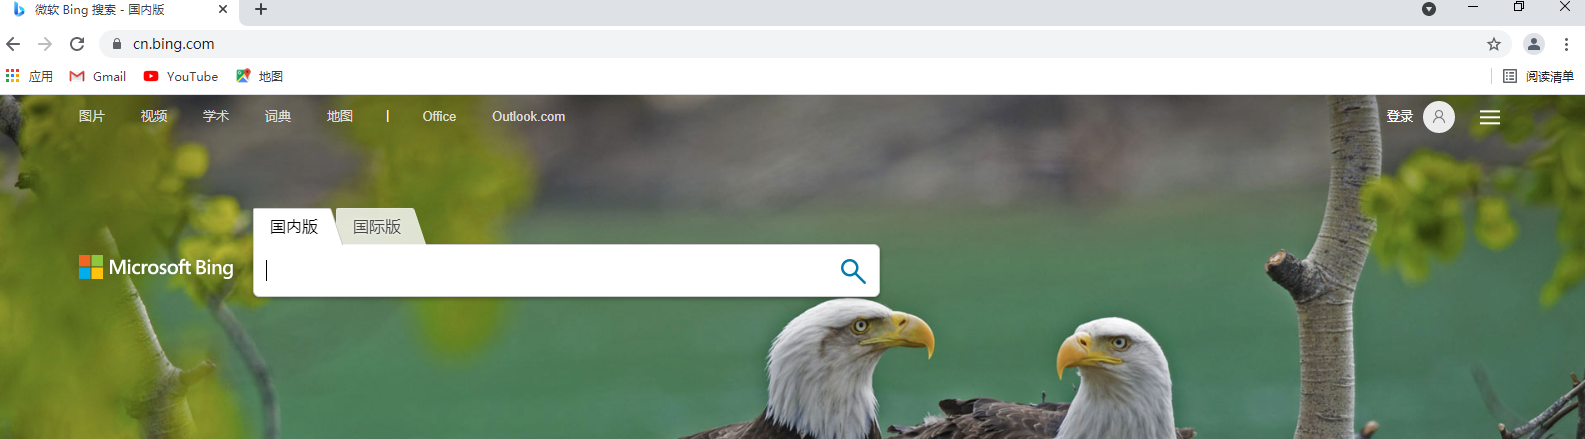 微软 Bing 搜索 - 国内版
cn.bing.com
应用 Gmail YouTube 地图 阅读清单
图片 视频 学术 词典 地图 | Office Outlook.com 登录
国内版 国际版
Microsoft Bing